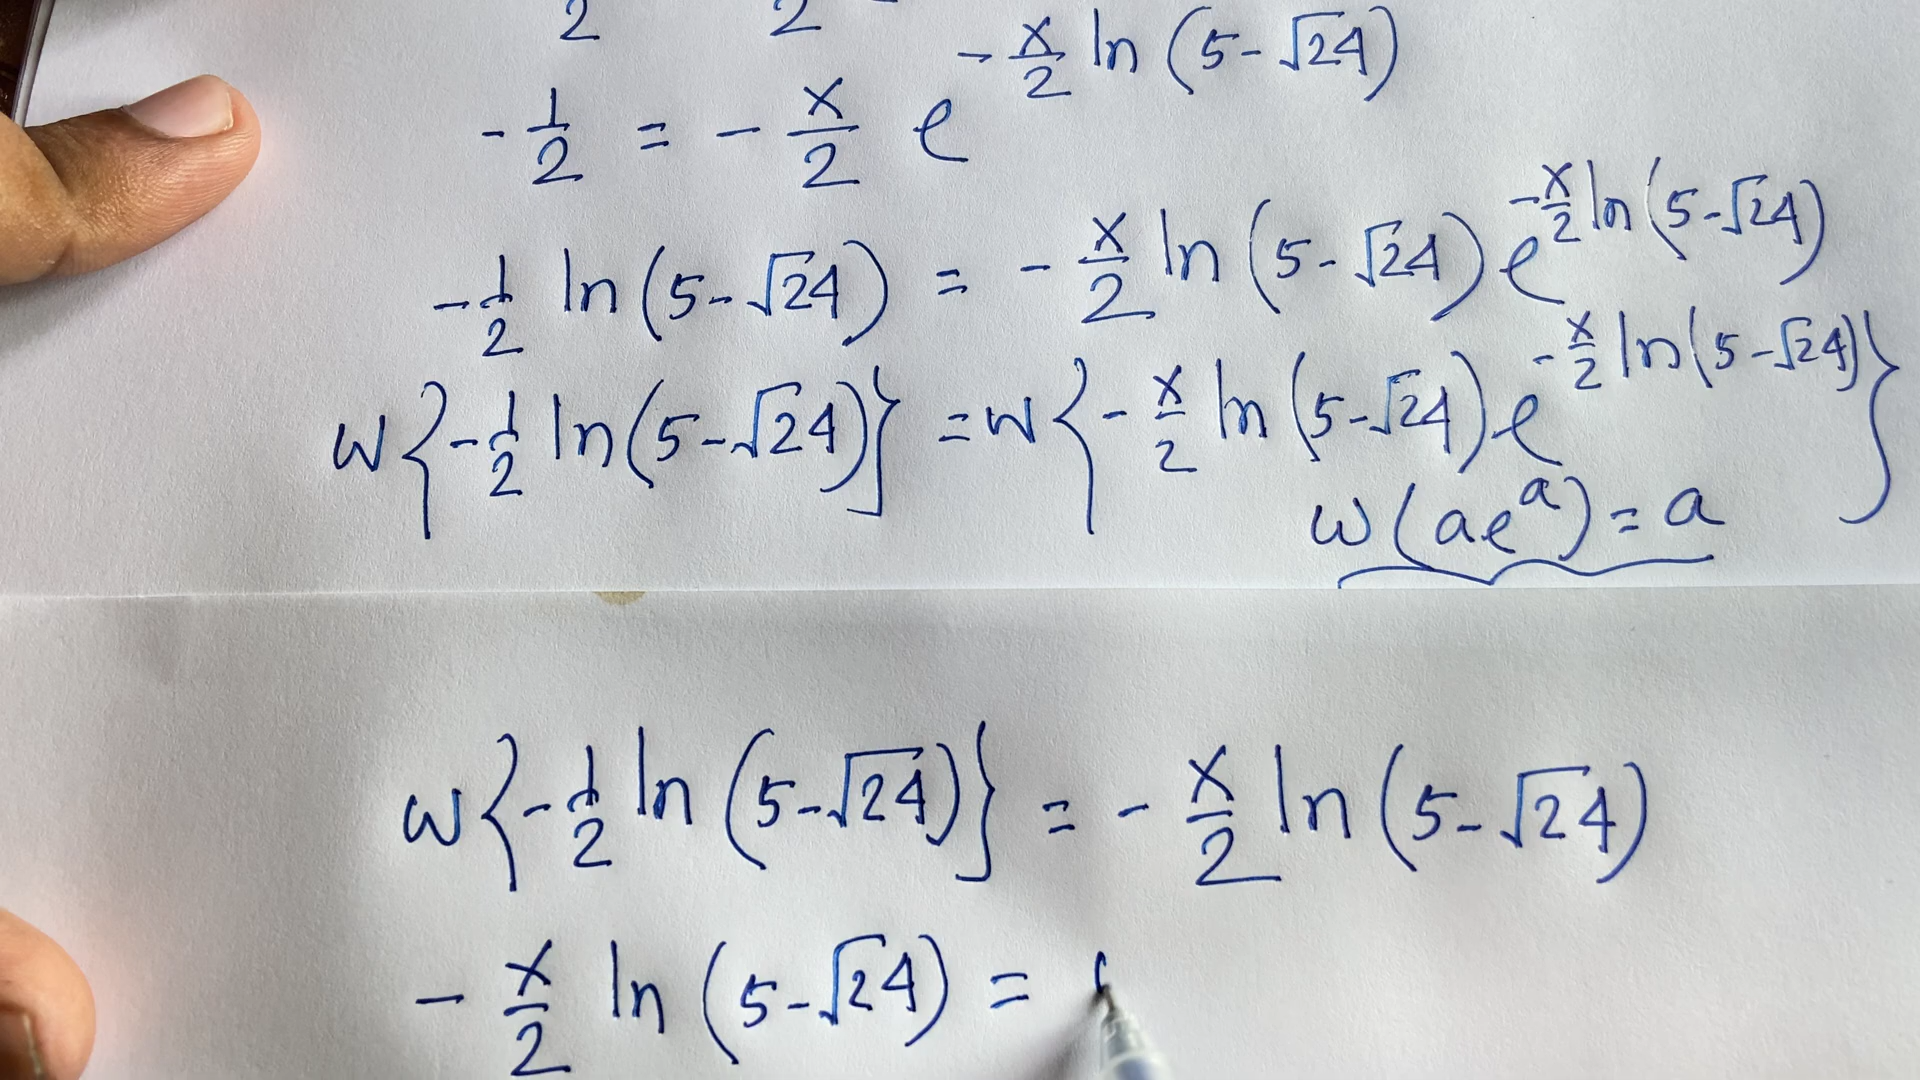 2 2
-1/2 = -x/2 e^(-x/2 ln(5-√24))
-1/2 ln(5-√24) = -x/2 ln(5-√24) e^(-x/2 ln(5-√24))
W{-1/2 ln(5-√24)} = W{-x/2 ln(5-√24) e^(-x/2 ln(5-√24))}
W(ae^a) = a
W{-1/2 ln(5-√24)} = -x/2 ln(5-√24)
-x/2 ln(5-√24) =